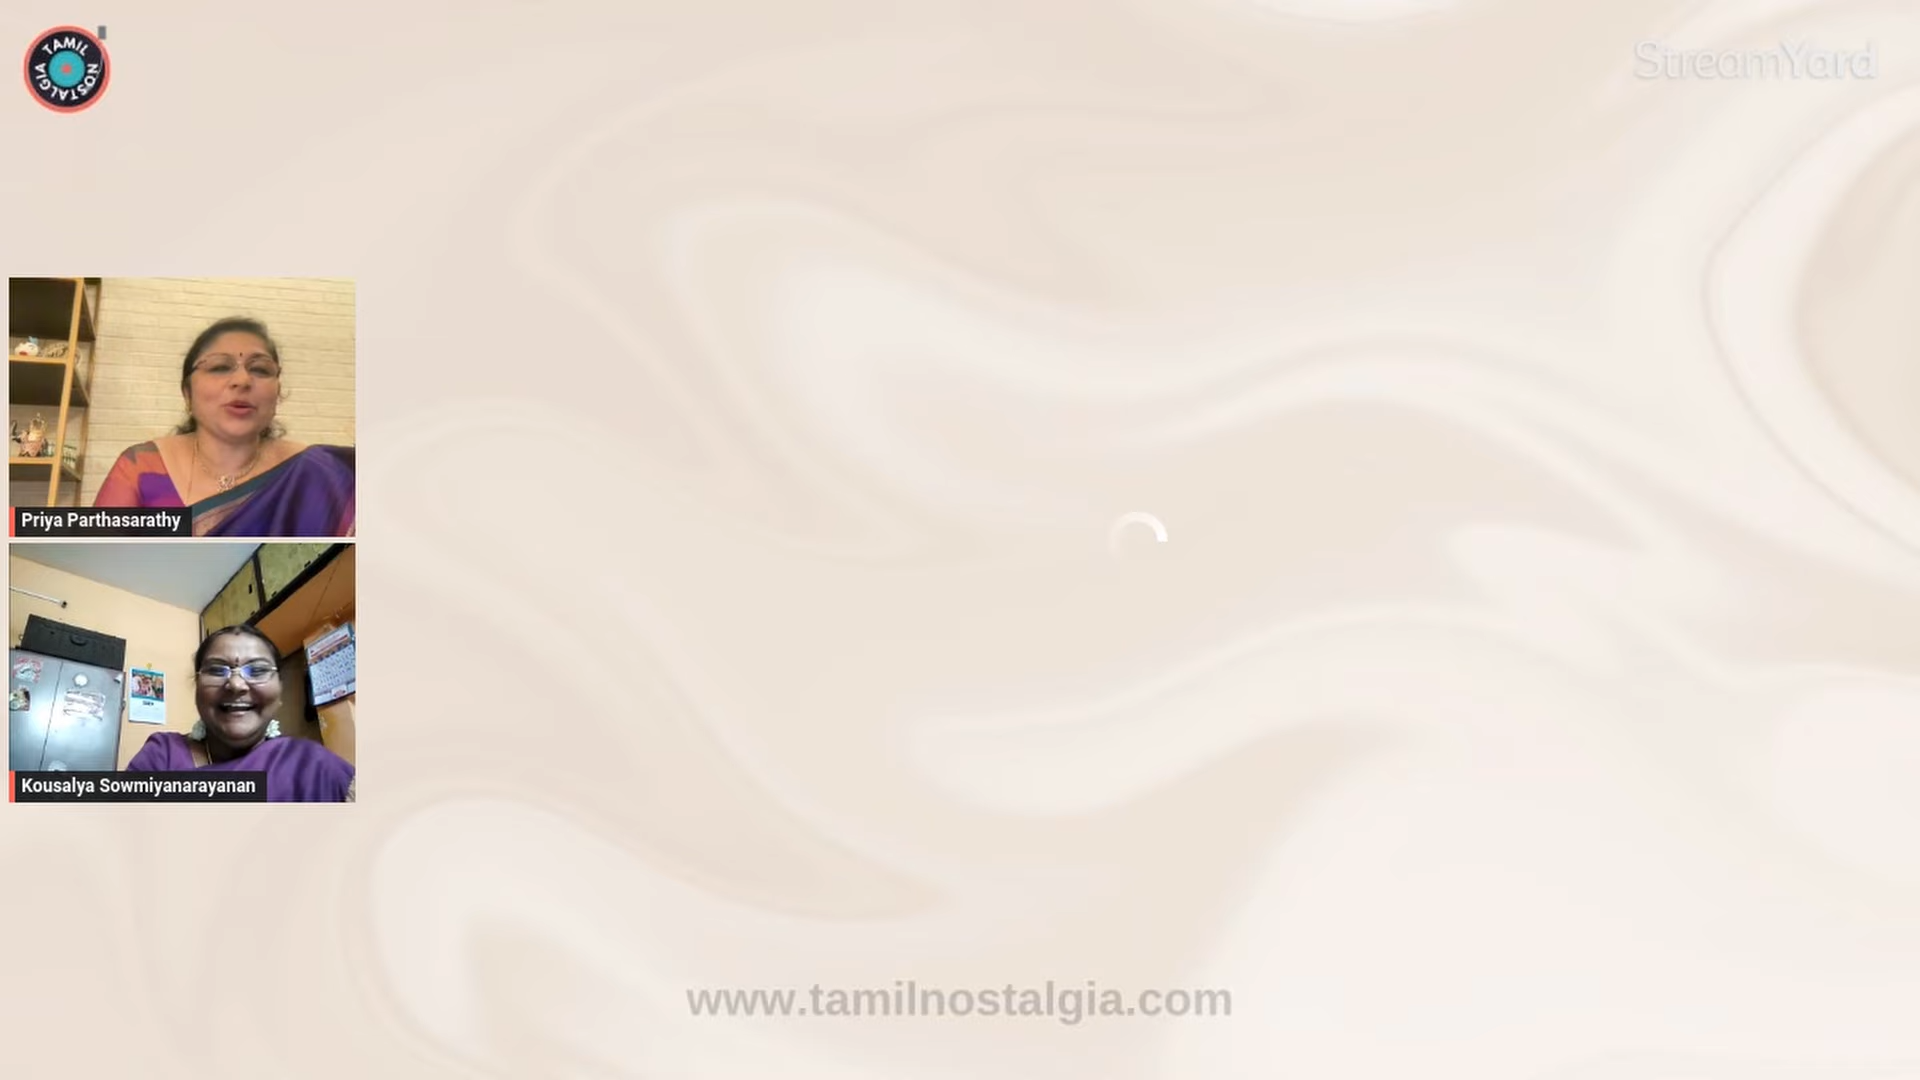 TAMIL NOSTALGIA
StreamYard
Priya Parthasarathy
Kousalya Sowmiyanarayanan
www.tamilnostalgia.com